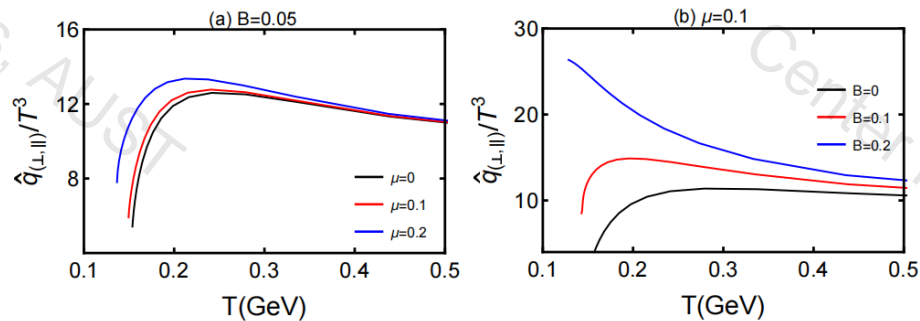 (a) B=0.05
16
12
8
q̂(⊥,||)/T³
0.1 0.2 0.3 0.4 0.5
T(GeV)
μ=0
μ=0.1
μ=0.2
(b) μ=0.1
30
20
10
q̂(⊥,||)/T³
0.1 0.2 0.3 0.4 0.5
T(GeV)
B=0
B=0.1
B=0.2
AUST
Center